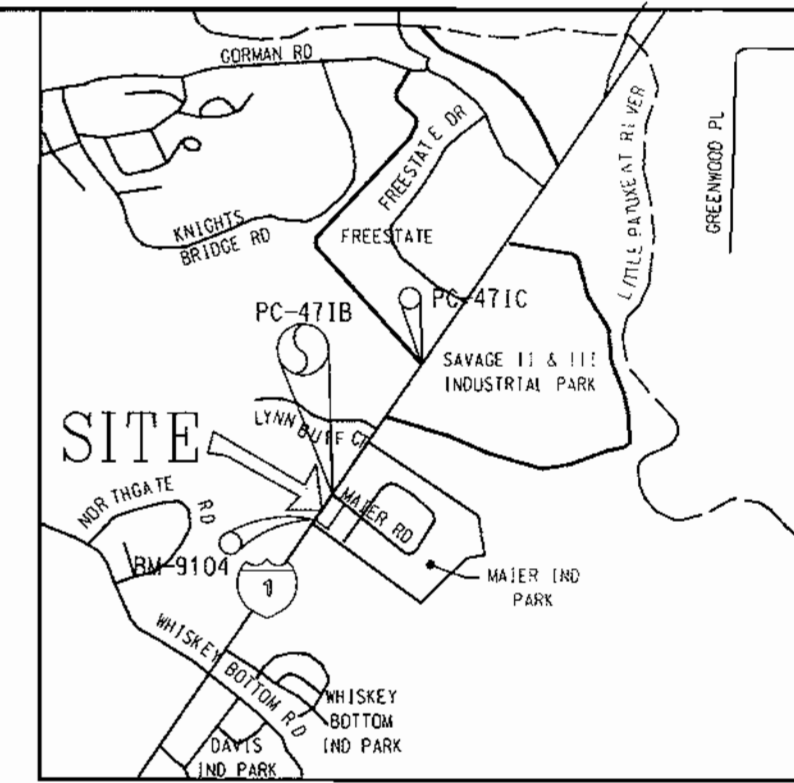 GORMAN RD
FREESTATE DR
LITTLE PATUXEAT RIVER
GREENWOOD PL
KNIGHTS
BRIDGE RD
FREESTATE
PC-471B
PC-471C
SAVAGE II & III
INDUSTRIAL PARK
LYNN BUFF CT
SITE
NORTHGATE RD
MAIER RD
BM-9104
1
MAIER IND
PARK
WHISKEY BOTTOM RD
WHISKEY
BOTTOM
IND PARK
DAVIS
IND PARK